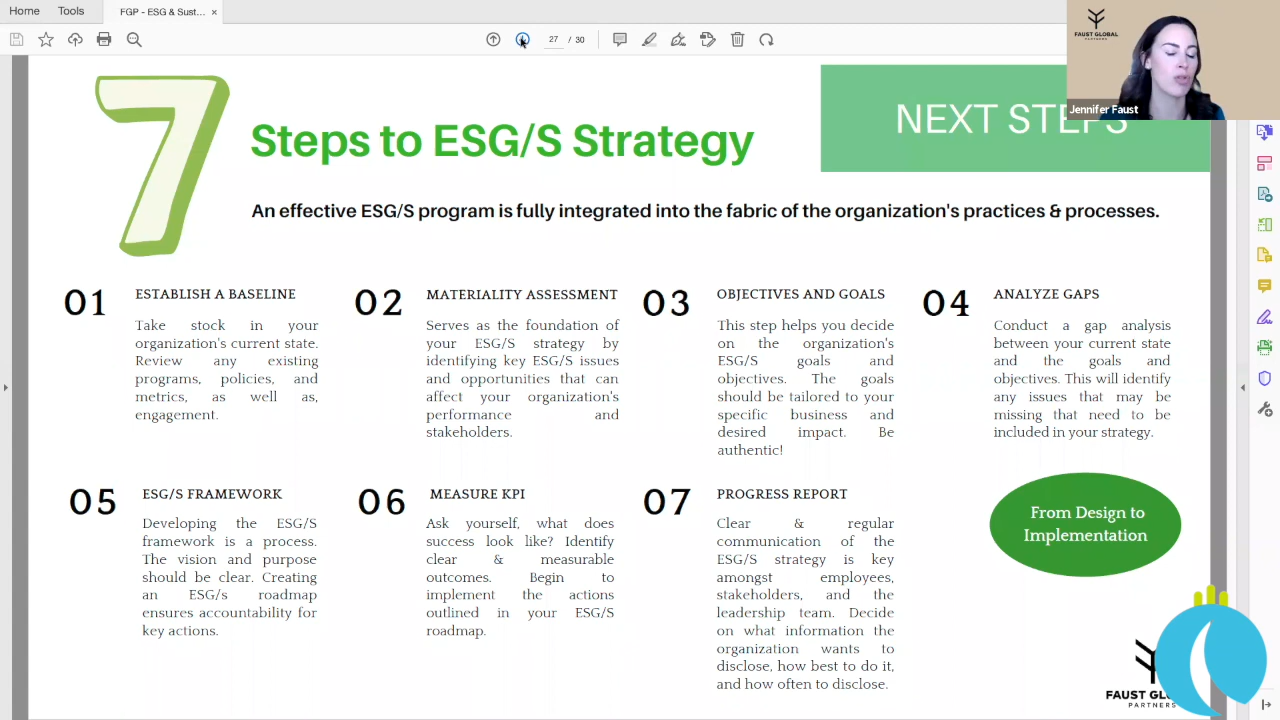 Home
Tools
FGP - ESG & Sust... ×
27 / 30
FAUST GLOBAL
PARTNERS
Jennifer Faust
7
Steps to ESG/S Strategy
NEXT STEPS
An effective ESG/S program is fully integrated into the fabric of the organization's practices & processes.
01
ESTABLISH A BASELINE
Take stock in your
organization's current state.
Review any existing
programs, policies, and
metrics, as well as,
engagement.
02
MATERIALITY ASSESSMENT
Serves as the foundation of
your ESG/S strategy by
identifying key ESG/S issues
and opportunities that can
affect your organization's
performance and
stakeholders.
03
OBJECTIVES AND GOALS
This step helps you decide
on the organization's
ESG/S goals and
objectives. The goals
should be tailored to your
specific business and
desired impact. Be
authentic!
04
ANALYZE GAPS
Conduct a gap analysis
between your current state
and the goals and
objectives. This will identify
any issues that may be
missing that need to be
included in your strategy.
05
ESG/S FRAMEWORK
Developing the ESG/S
framework is a process.
The vision and purpose
should be clear. Creating
an ESG/s roadmap
ensures accountability for
key actions.
06
MEASURE KPI
Ask yourself, what does
success look like? Identify
clear & measurable
outcomes. Begin to
implement the actions
outlined in your ESG/S
roadmap.
07
PROGRESS REPORT
Clear & regular
communication of the
ESG/S strategy is key
amongst employees,
stakeholders, and the
leadership team. Decide
on what information the
organization wants to
disclose, how best to do it,
and how often to disclose.
From Design to
Implementation
FAUST GLO
PARTNERS